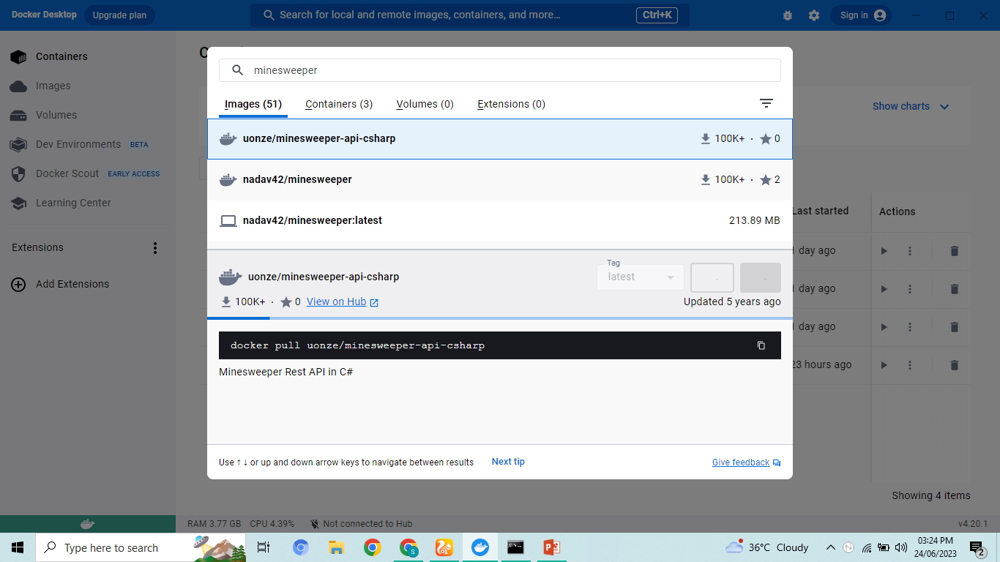 Docker Desktop
Upgrade plan
Search for local and remote images, containers, and more...
Ctrl+K
Sign in
Containers
Images
Volumes
Dev Environments BETA
Docker Scout EARLY ACCESS
Learning Center
Extensions
Add Extensions
minesweeper
Images (51) Containers (3) Volumes (0) Extensions (0)
uonze/minesweeper-api-csharp 100K+ · 0
nadav42/minesweeper 100K+ · 2
nadav42/minesweeper:latest 213.89 MB
Tag
uonze/minesweeper-api-csharp latest
100K+ · 0 View on Hub Updated 5 years ago
docker pull uonze/minesweeper-api-csharp
Minesweeper Rest API in C#
Use ↑ ↓ or up and down arrow keys to navigate between results Next tip Give feedback
Show charts
Last started Actions
day ago
day ago
day ago
23 hours ago
Showing 4 items
RAM 3.77 GB CPU 4.39% Not connected to Hub v4.20.1
Type here to search
36°C Cloudy
03:24 PM
24/06/2023
2